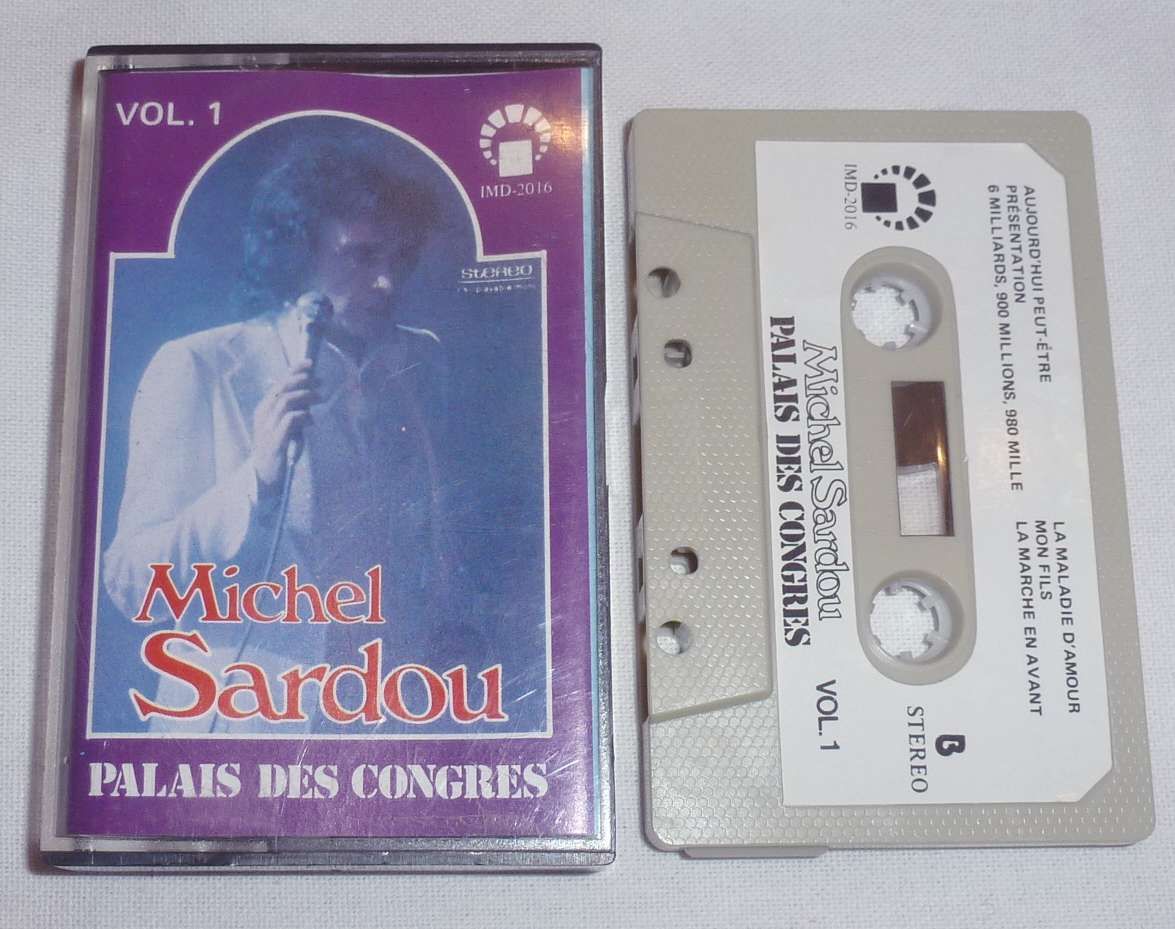 VOL. 1
IMD-2016
STEREO
Michel
Sardou
PALAIS DES CONGRES
IMD-2016
AUJOURD'HUI PEUT-ÊTRE
PRÉSENTATION
6 MILLIARDS, 900 MILLIONS, 980 MILLE
LA MALADIE D'AMOUR
MON FILS
LA MARCHE EN AVANT
Michel Sardou
PALAIS DES CONGRES
VOL. 1
B
STEREO